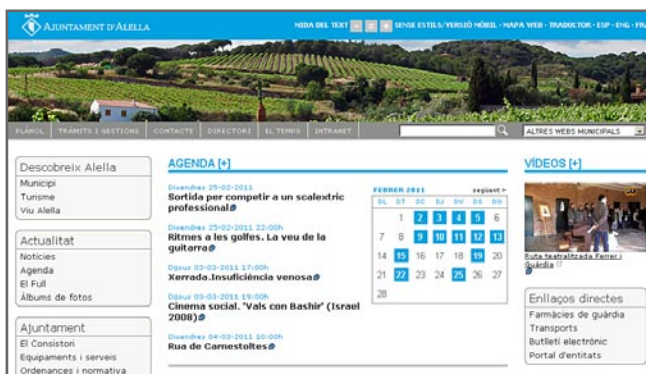 AJUNTAMENT D'ALELLA
MIDA DEL TEXT - = + SENSE ESTILS/VERSIÓ MÒBIL - MAPA WEB - TRADUCTOR - ESP - ENG - FRA
PLÀNOL TRÀMITS I GESTIONS CONTACTE DIRECTORI EL TEMPS INTRANET ALTRES WEBS MUNICIPALS
Descobreix Alella
Municipi
Turisme
Viu Alella
Actualitat
Notícies
Agenda
El Full
Àlbums de fotos
Ajuntament
El Consistori
Equipaments i serveis
Ordenances i normativa
AGENDA [+]
Divendres 25-02-2011
Sortida per competir a un scalextric
professional
Divendres 25-02-2011 22:00h
Ritmes a les golfes. La veu de la
guitarra
Dijous 03-03-2011 17:00h
Xerrada.Insuficiència venosa
Dijous 03-03-2011 19:00h
Cinema social. 'Vals con Bashir' (Israel
2008)
Divendres 04-03-2011 10:00h
Rua de Carnestoltes
FEBRER 2011 següent >
DL DT DC DJ DV DS DG
1 2 3 4 5 6
7 8 9 10 11 12 13
14 15 16 17 18 19 20
21 22 23 24 25 26 27
28
VÍDEOS [+]
Ruta teatralitzada Ferrer i
Guàrdia
Enllaços directes
Farmàcies de guàrdia
Transports
Butlletí electrònic
Portal d'entitats